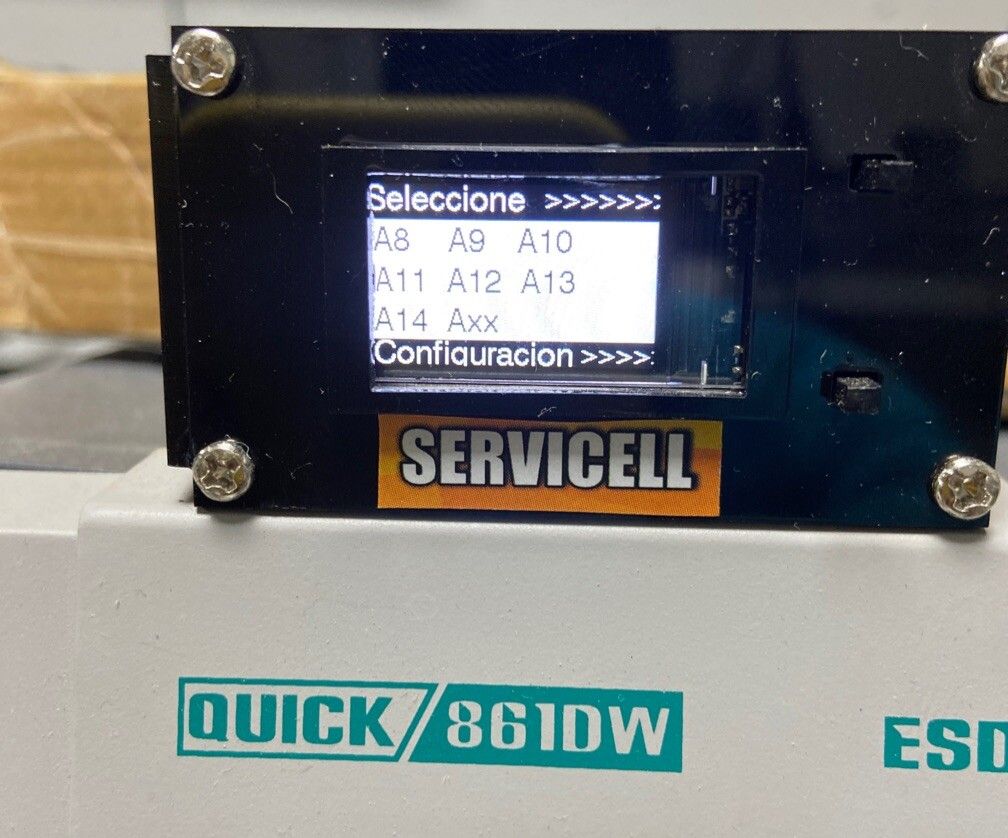 Seleccione >>>>>>:
A8 A9 A10
A11 A12 A13
A14 Axx
Configuracion >>>>:
SERVICELL
QUICK 861DW
ESD